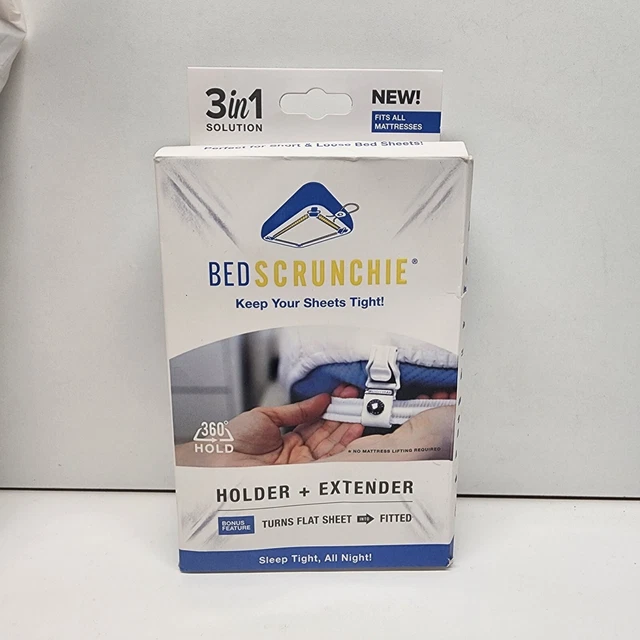 3in1
SOLUTION
NEW!
FITS ALL
MATTRESSES
Perfect for Short & Loose Bed Sheets!
BEDSCRUNCHIE®
Keep Your Sheets Tight!
360°
HOLD
* NO MATTRESS LIFTING REQUIRED
HOLDER + EXTENDER
BONUS
FEATURE
TURNS FLAT SHEET INTO FITTED
Sleep Tight, All Night!